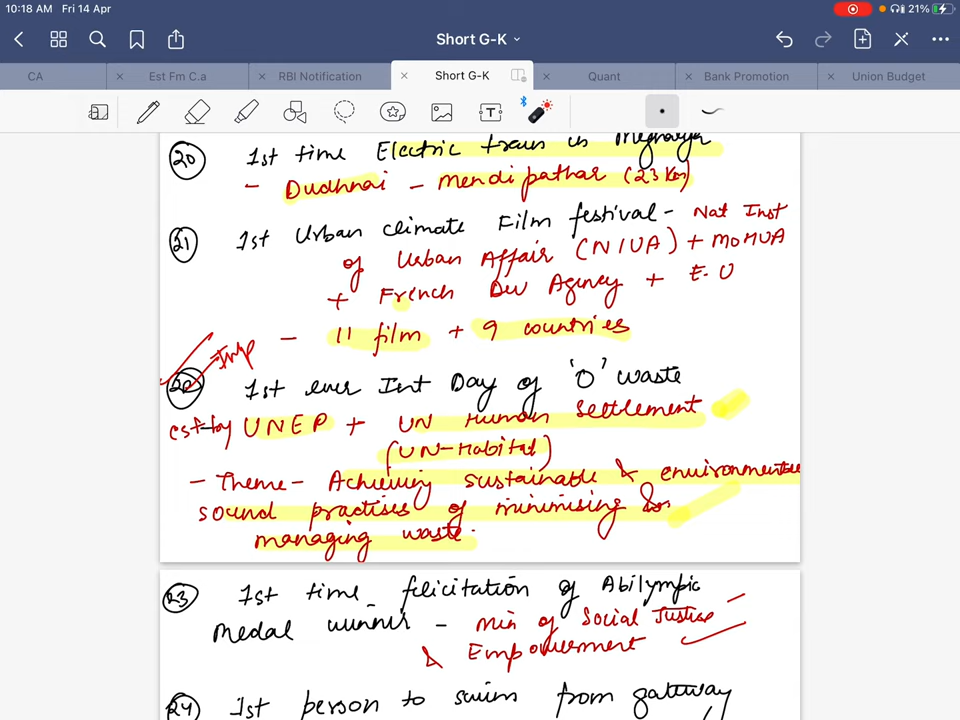 10:18 AM Fri 14 Apr 21%
Short G-K
CA
Est Fm C.a
RBI Notification
Short G-K
Quant
Bank Promotion
Union Budget
T
20 1st time Electric train in Meghalya
- Dudhnai - Mendipathar (23 Km)
21 1st Urban climate Film festival - Nat Inst
of Urban Affair (NIUA) + MOHUA
+ French Dev Agency + E.U
- 11 film + 9 countries
Imp
22 1st ever Int Day of '0' waste
est by UNEP + UN Human Settlement
(UN-Habitat)
- Theme - Achieving sustainable &
sound practises of minimising &
managing waste.
23 1st time felicitation of Abilympic
Medal winner - Min of Social Justice
& Empowerment
24 1st person to swim from gateway